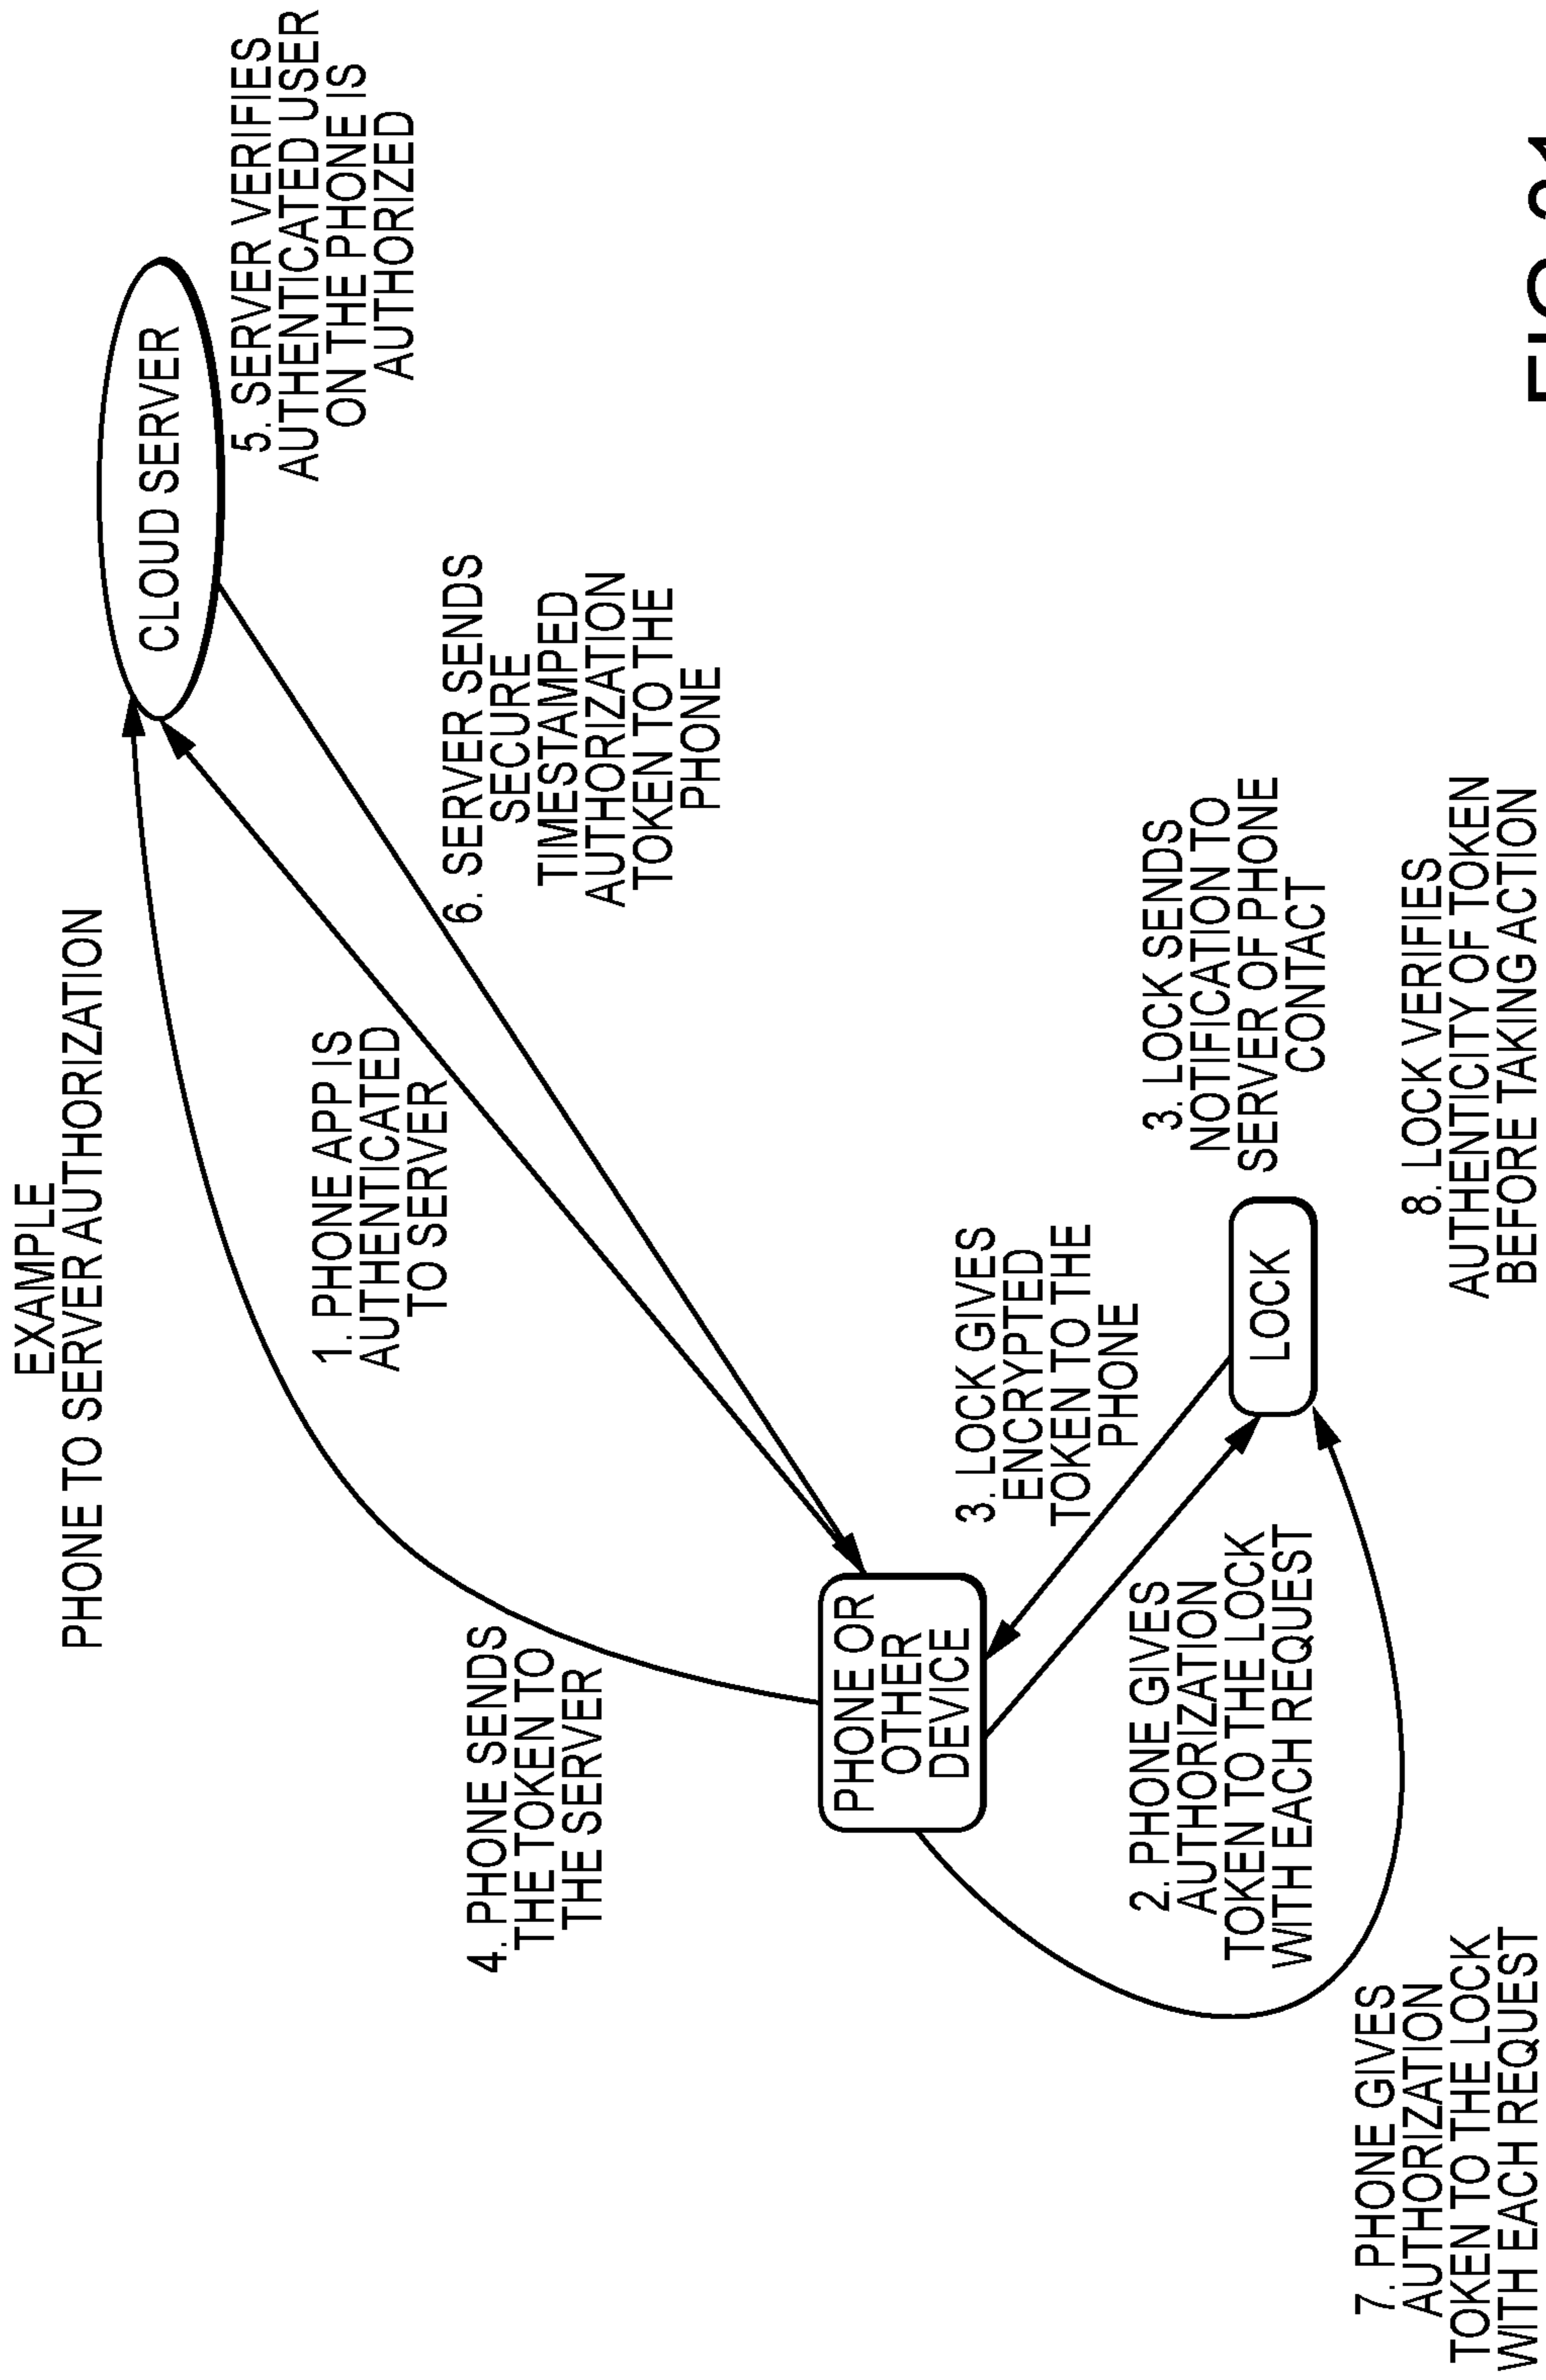 EXAMPLE
PHONE TO SERVER AUTHORIZATION
CLOUD SERVER
5. SERVER VERIFIES
AUTHENTICATED USER
ON THE PHONE IS
AUTHORIZED
1. PHONE APP IS
AUTHENTICATED
TO SERVER
6. SERVER SENDS
SECURE
TIMESTAMPED
AUTHORIZATION
TOKEN TO THE
PHONE
4. PHONE SENDS
THE TOKEN TO
THE SERVER
PHONE OR
OTHER
DEVICE
3. LOCK GIVES
ENCRYPTED
TOKEN TO THE
PHONE
2. PHONE GIVES
AUTHORIZATION
TOKEN TO THE LOCK
WITH EACH REQUEST
LOCK
3. LOCK SENDS
NOTIFICATION TO
SERVER OF PHONE
CONTACT
7. PHONE GIVES
AUTHORIZATION
TOKEN TO THE LOCK
WITH EACH REQUEST
8. LOCK VERIFIES
AUTHENTICITY OF TOKEN
BEFORE TAKING ACTION